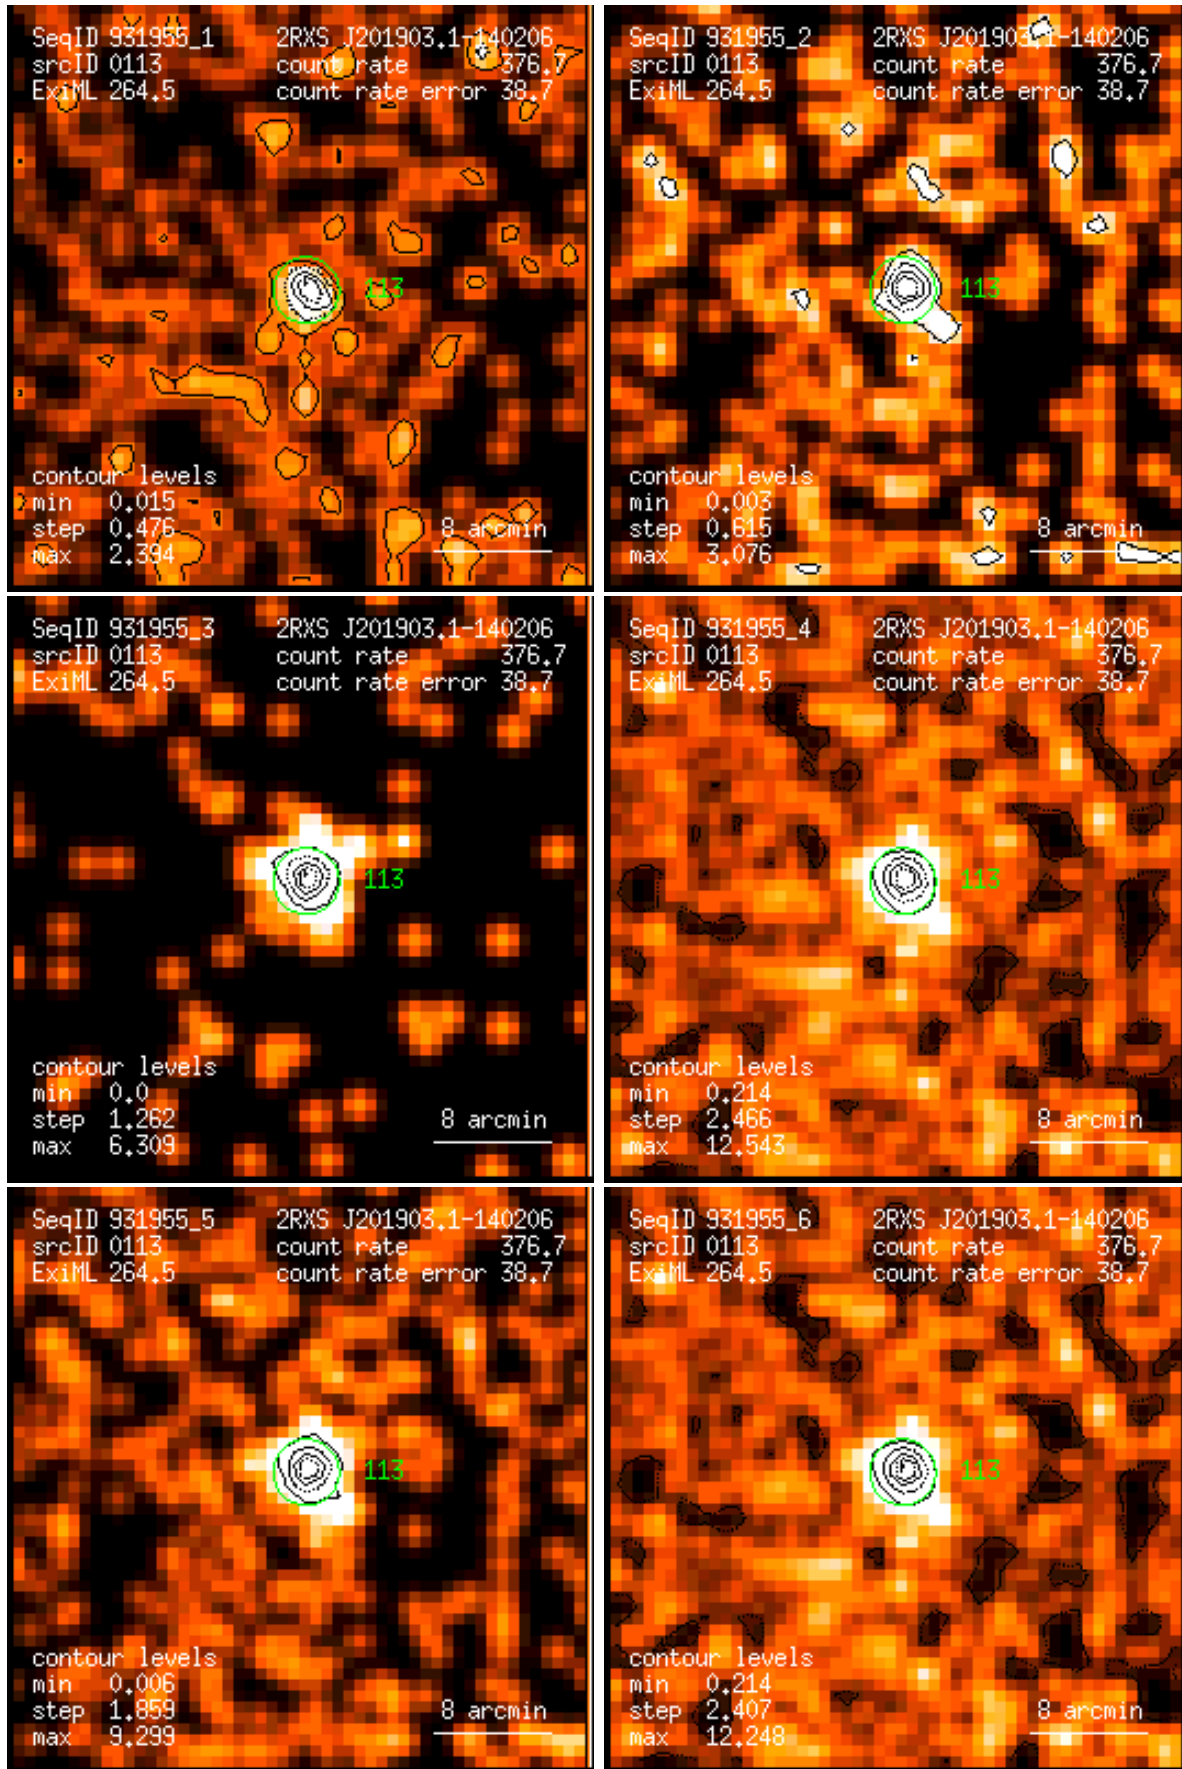 SeqID 931955_1 2RXS J201903.1-140206
srcID 0113 count rate 376.7
ExiML 264.5 count rate error 38.7
113
contour levels
min 0.015
step 0.476 8 arcmin
max 2.394
SeqID 931955_2 2RXS J201903.1-140206
srcID 0113 count rate 376.7
ExiML 264.5 count rate error 38.7
113
contour levels
min 0.003
step 0.615 8 arcmin
max 3.076
SeqID 931955_3 2RXS J201903.1-140206
srcID 0113 count rate 376.7
ExiML 264.5 count rate error 38.7
113
contour levels
min 0.0
step 1.262 8 arcmin
max 6.309
SeqID 931955_4 2RXS J201903.1-140206
srcID 0113 count rate 376.7
ExiML 264.5 count rate error 38.7
113
contour levels
min 0.214
step 2.466 8 arcmin
max 12.543
SeqID 931955_5 2RXS J201903.1-140206
srcID 0113 count rate 376.7
ExiML 264.5 count rate error 38.7
113
contour levels
min 0.006
step 1.859 8 arcmin
max 9.299
SeqID 931955_6 2RXS J201903.1-140206
srcID 0113 count rate 376.7
ExiML 264.5 count rate error 38.7
113
contour levels
min 0.214
step 2.407 8 arcmin
max 12.248